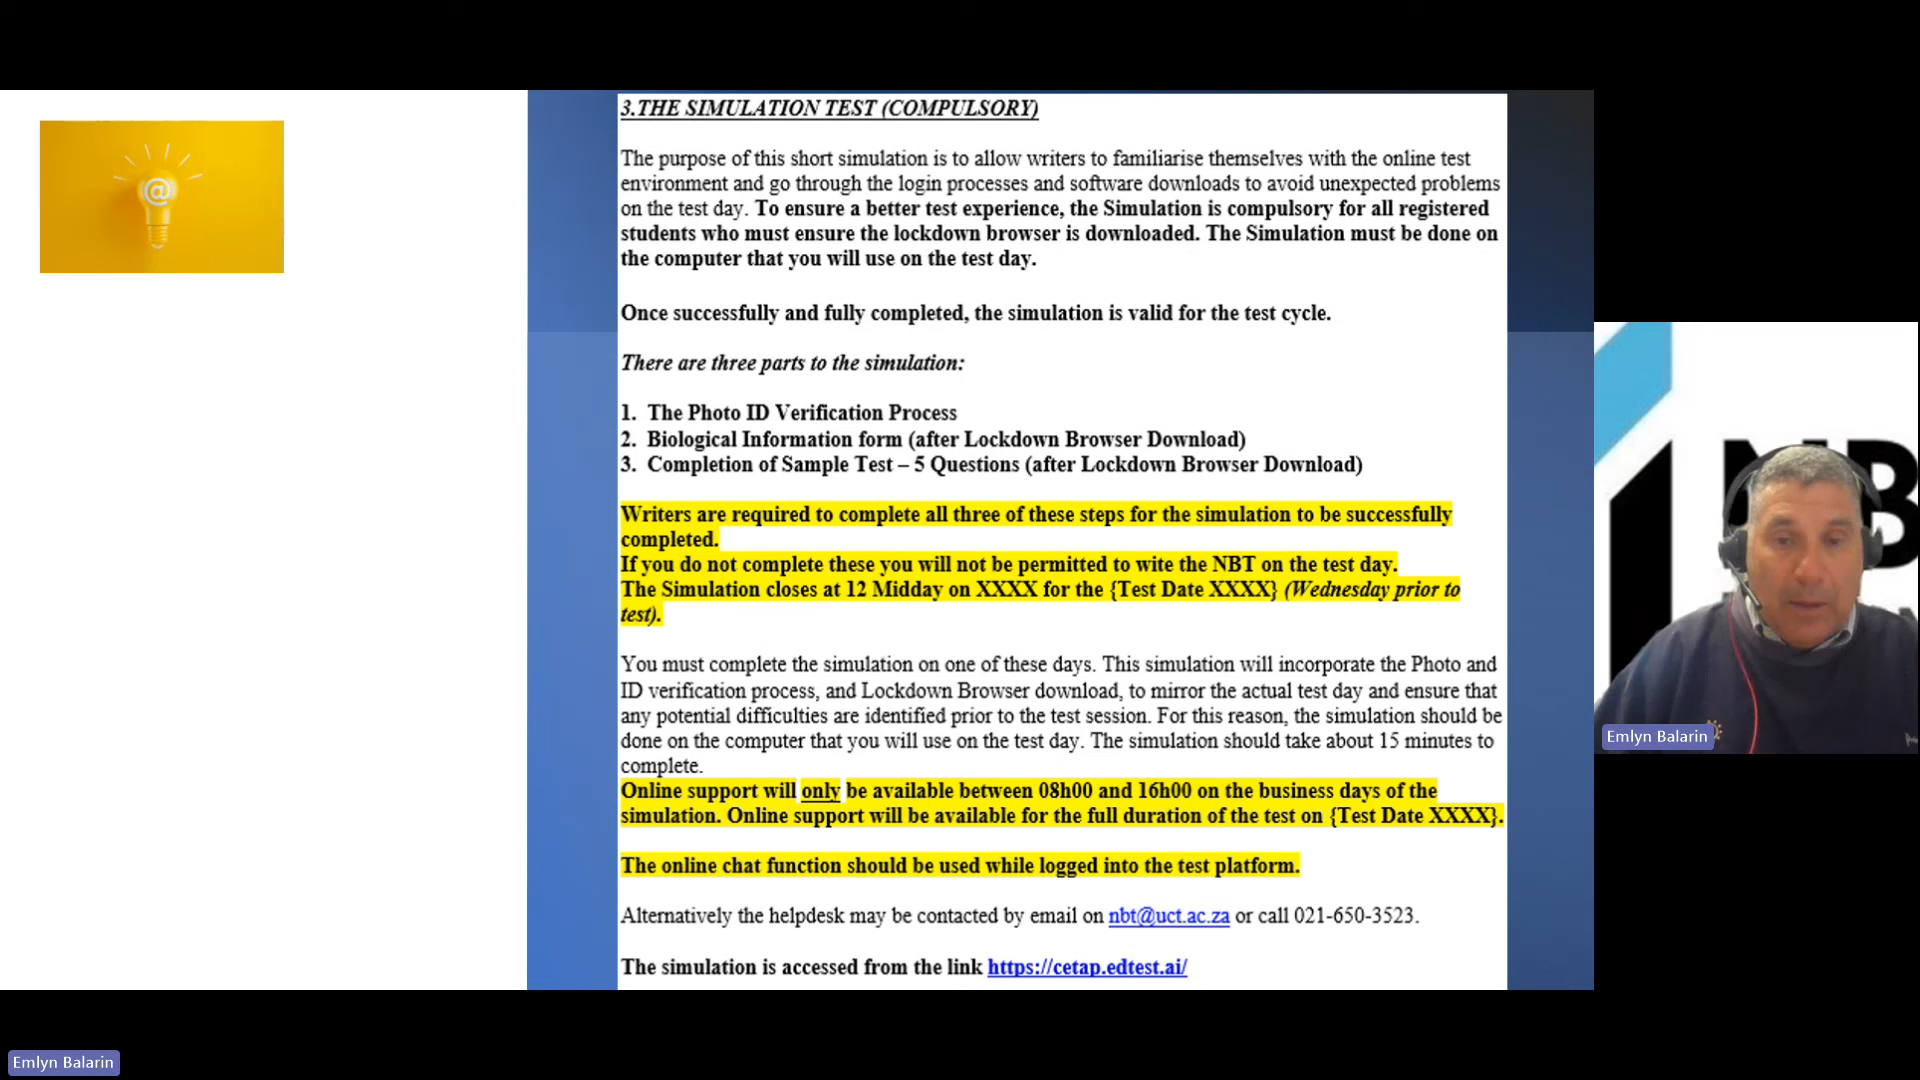 3.THE SIMULATION TEST (COMPULSORY)
The purpose of this short simulation is to allow writers to familiarise themselves with the online test
environment and go through the login processes and software downloads to avoid unexpected problems
on the test day. To ensure a better test experience, the Simulation is compulsory for all registered
students who must ensure the lockdown browser is downloaded. The Simulation must be done on
the computer that you will use on the test day.
Once successfully and fully completed, the simulation is valid for the test cycle.
There are three parts to the simulation:
1. The Photo ID Verification Process
2. Biological Information form (after Lockdown Browser Download)
3. Completion of Sample Test – 5 Questions (after Lockdown Browser Download)
Writers are required to complete all three of these steps for the simulation to be successfully
completed.
If you do not complete these you will not be permitted to wite the NBT on the test day.
The Simulation closes at 12 Midday on XXXX for the {Test Date XXXX} (Wednesday prior to
test).
You must complete the simulation on one of these days. This simulation will incorporate the Photo and
ID verification process, and Lockdown Browser download, to mirror the actual test day and ensure that
any potential difficulties are identified prior to the test session. For this reason, the simulation should be
done on the computer that you will use on the test day. The simulation should take about 15 minutes to
complete.
Online support will only be available between 08h00 and 16h00 on the business days of the
simulation. Online support will be available for the full duration of the test on {Test Date XXXX}.
The online chat function should be used while logged into the test platform.
Alternatively the helpdesk may be contacted by email on nbt@uct.ac.za or call 021-650-3523.
The simulation is accessed from the link https://cetap.edtest.ai/
@
NB
Emlyn Balarin
Emlyn Balarin